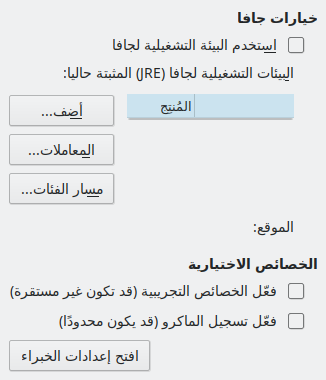 خيارات جافا
استخدم البيئة التشغيلية لجافا
البيئات التشغيلية لجافا (JRE) المثبتة حاليا:
المُنتِج
أضف...
المعاملات...
مسار الفئات...
الموقع:
الخصائص الاختيارية
فعّل الخصائص التجريبية (قد تكون غير مستقرة)
فعّل تسجيل الماكرو (قد يكون محدودًا)
افتح إعدادات الخبراء